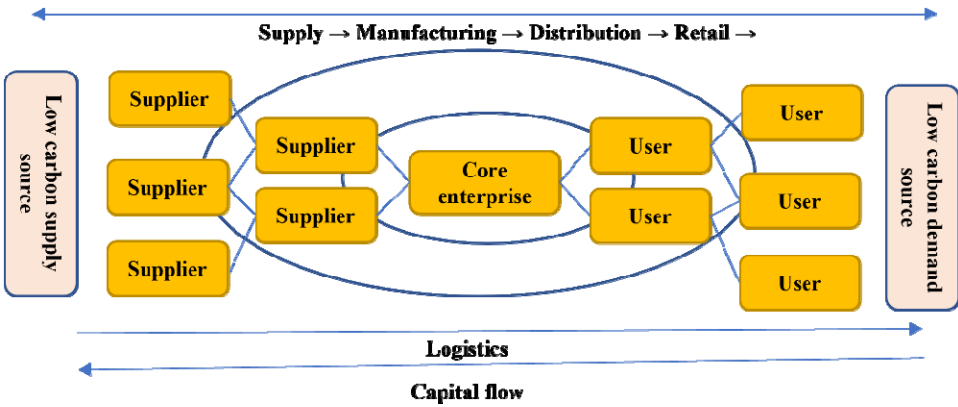 Supply → Manufacturing → Distribution → Retail →
Low carbon supply
source
Supplier
Supplier
Supplier
Supplier
Supplier
Core
enterprise
User
User
User
User
User
Low carbon demand
source
Logistics
Capital flow